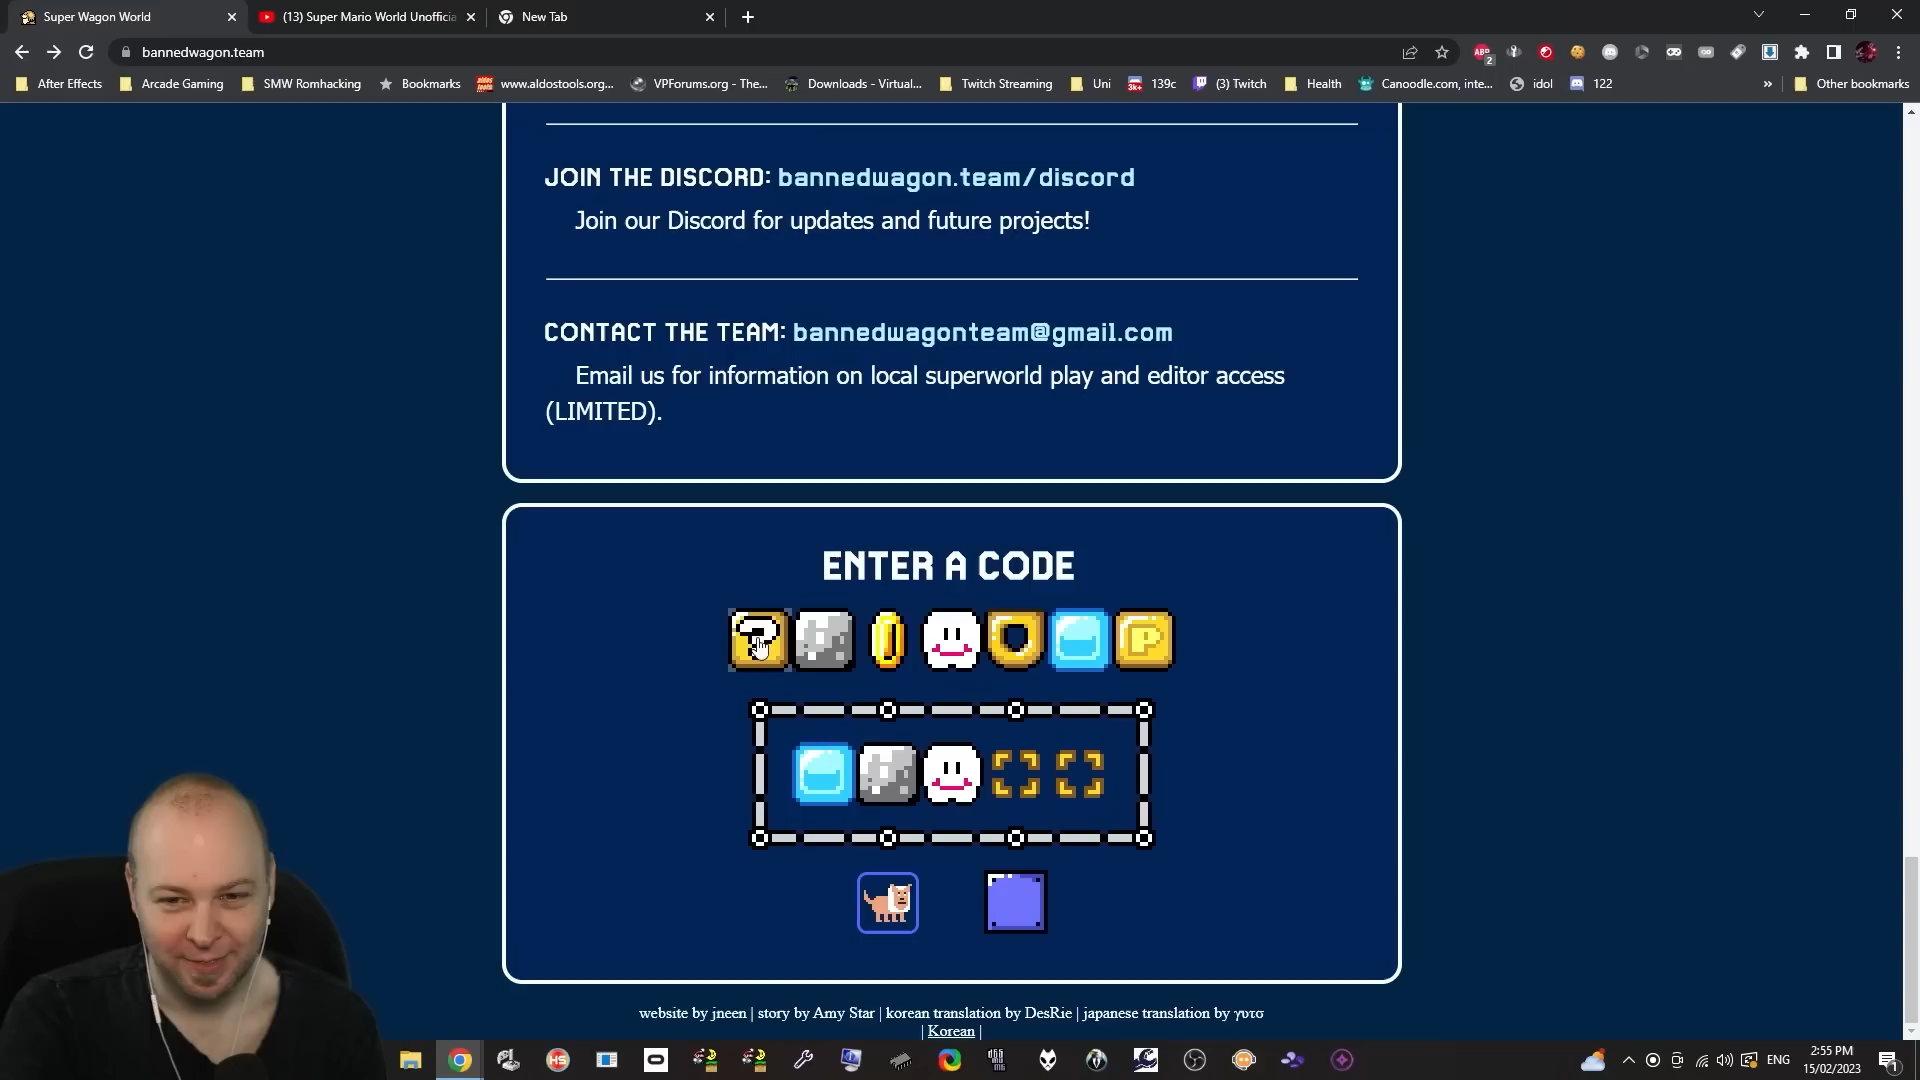 Super Wagon World
(13) Super Mario World Unofficia
New Tab
bannedwagon.team
After Effects
Arcade Gaming
SMW Romhacking
Bookmarks
www.aldostools.org...
VPForums.org - The...
Downloads - Virtual...
Twitch Streaming
Uni
139c
(3) Twitch
Health
Canoodle.com, inte...
idol
122
»
Other bookmarks
JOIN THE DISCORD: bannedwagon.team/discord
Join our Discord for updates and future projects!
CONTACT THE TEAM: bannedwagonteam@gmail.com
Email us for information on local superworld play and editor access
(LIMITED).
ENTER A CODE
?
P
website by jneen | story by Amy Star | korean translation by DesRie | japanese translation by γυτσ
| Korean |
ENG
2:55 PM
15/02/2023